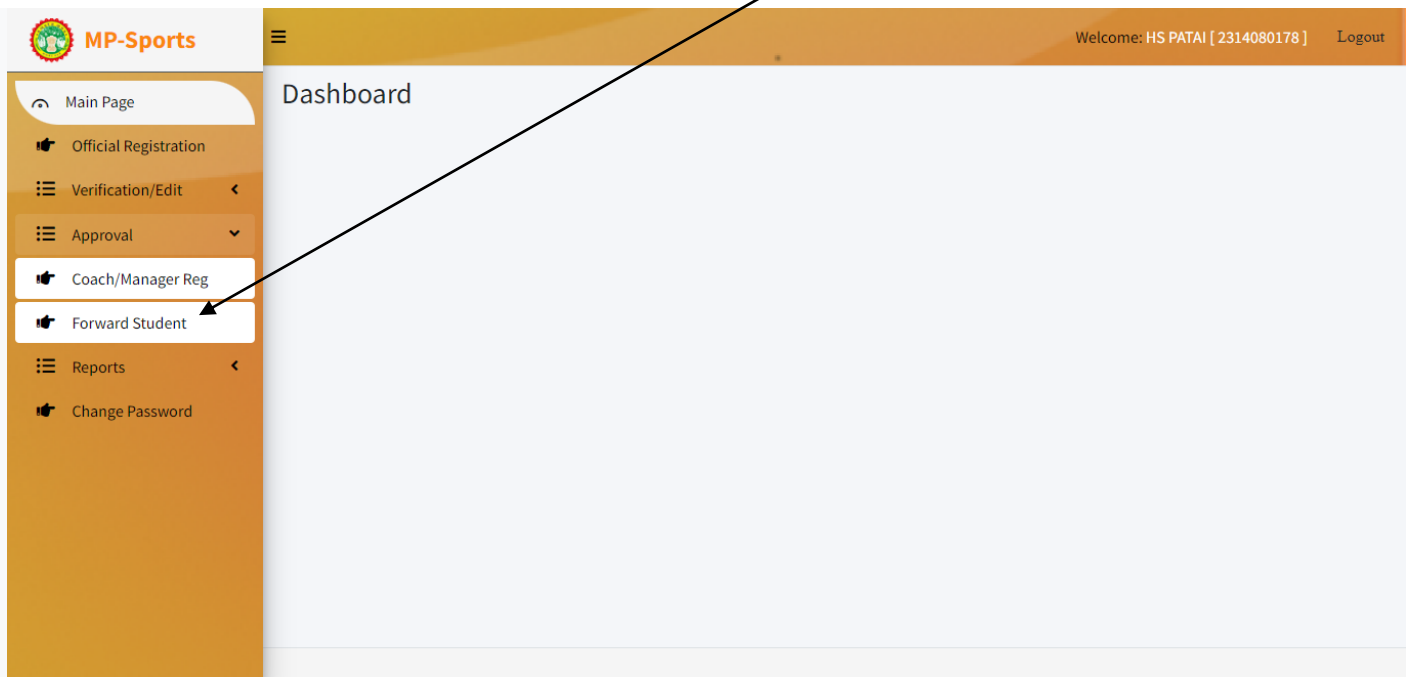 MP-Sports
Welcome: HS PATAI [ 2314080178 ] Logout
Main Page
Dashboard
Official Registration
Verification/Edit
Approval
Coach/Manager Reg
Forward Student
Reports
Change Password